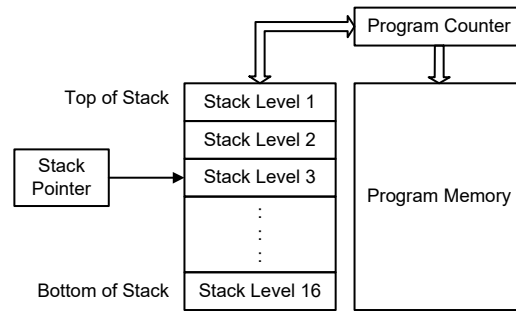 Program Counter
Top of Stack
Stack Level 1
Stack Level 2
Stack
Pointer
Stack Level 3
Program Memory
:
:
:
Bottom of Stack
Stack Level 16